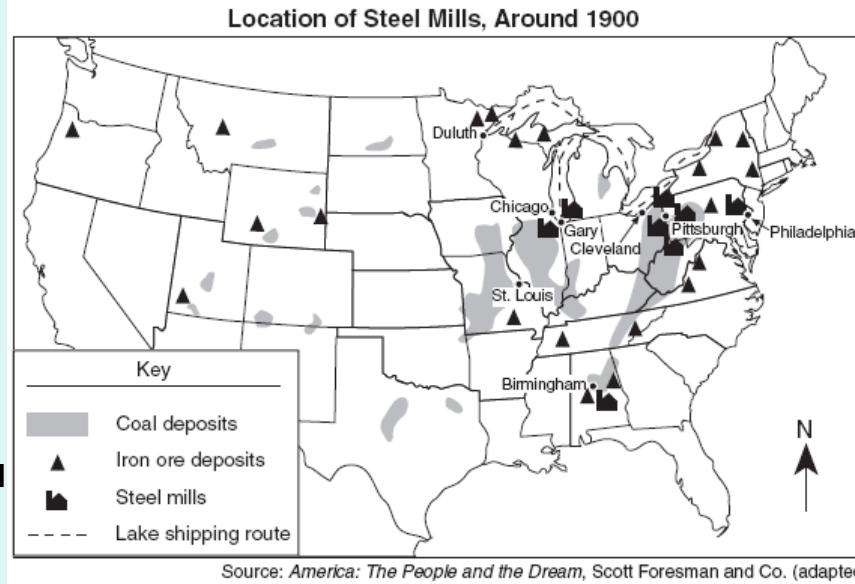 Location of Steel Mills, Around 1900
Duluth
Chicago
Gary
Cleveland
Pittsburgh
Philadelphia
St. Louis
Birmingham
Key
Coal deposits
Iron ore deposits
Steel mills
Lake shipping route
N
Source: America: The People and the Dream, Scott Foresman and Co. (adapted